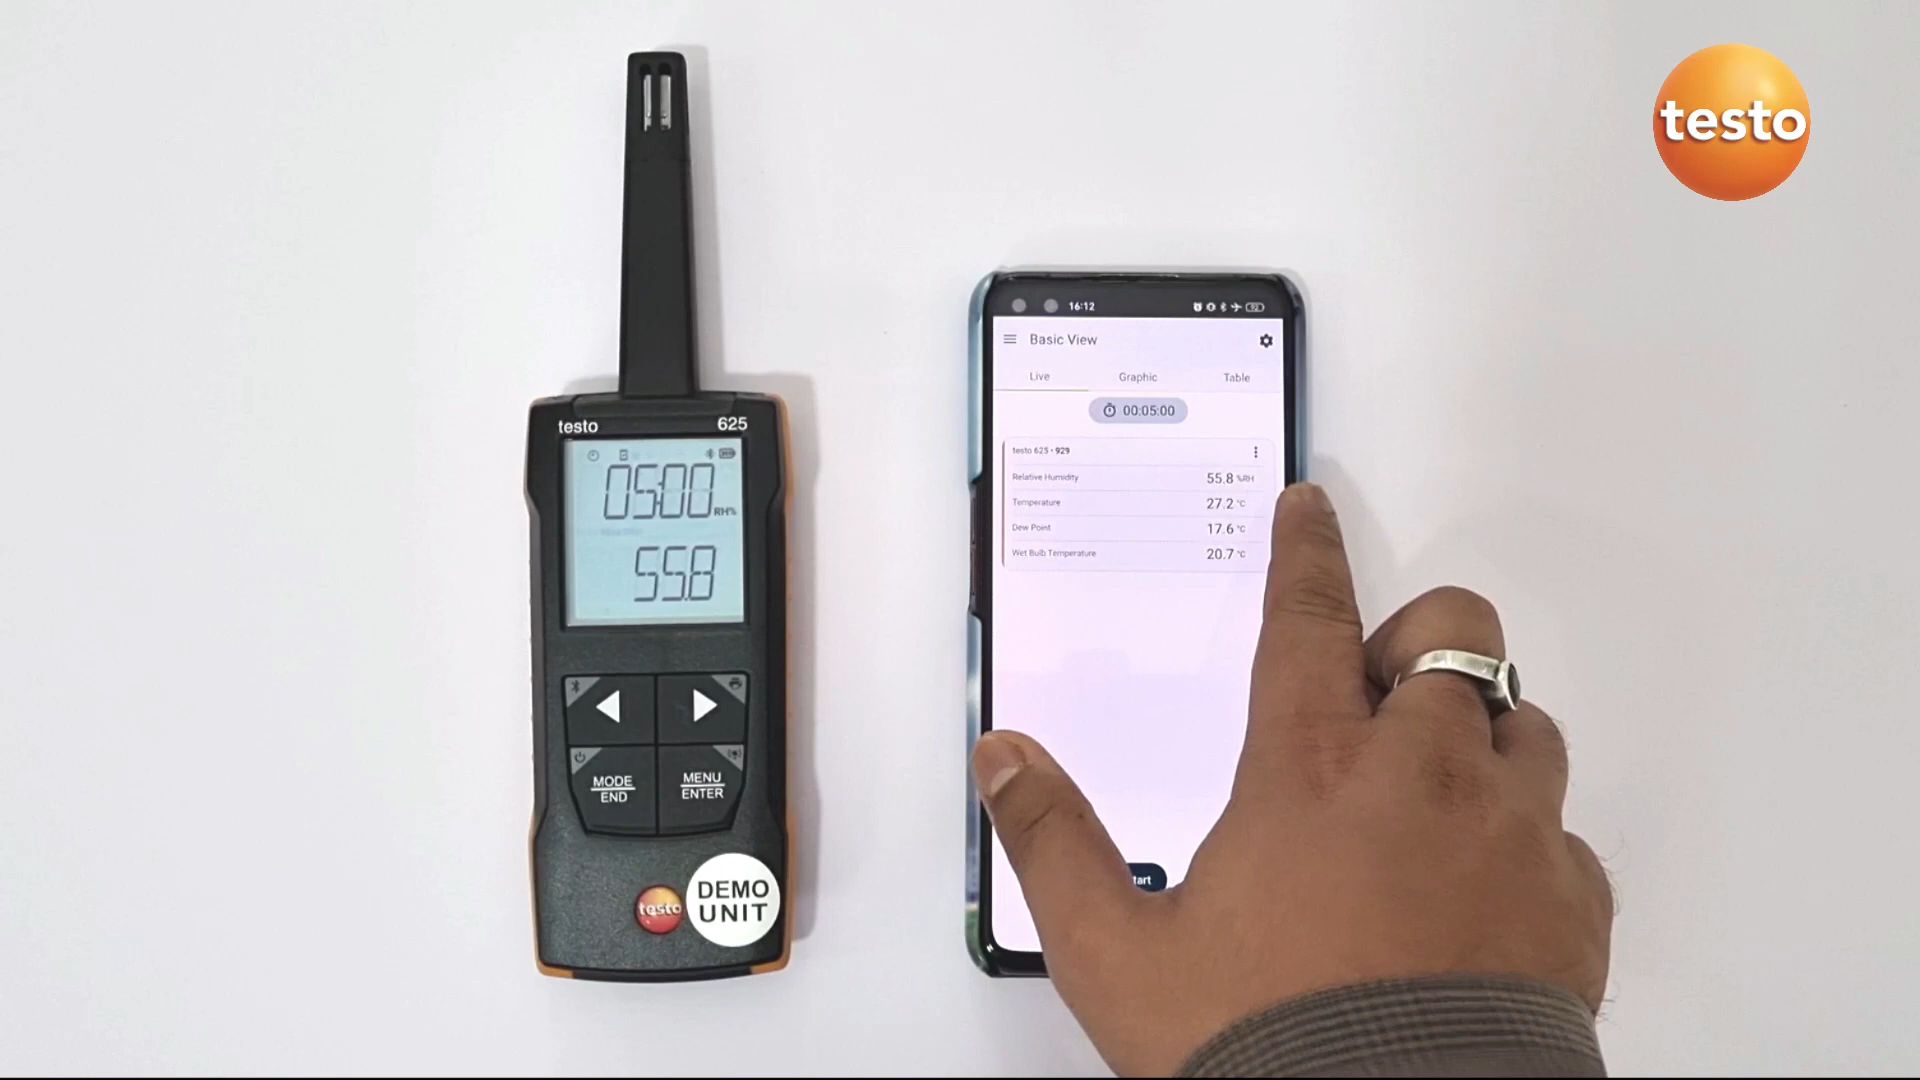 testo
testo 625
05:00
RH%
55.8
MODE
END
MENU
ENTER
testo
DEMO
UNIT
16:12
92
Basic View
Live Graphic Table
00:05:00
testo 625 • 929
Relative Humidity 55.8 %RH
Temperature 27.2 °C
Dew Point 17.6 °C
Wet Bulb Temperature 20.7 °C
tart